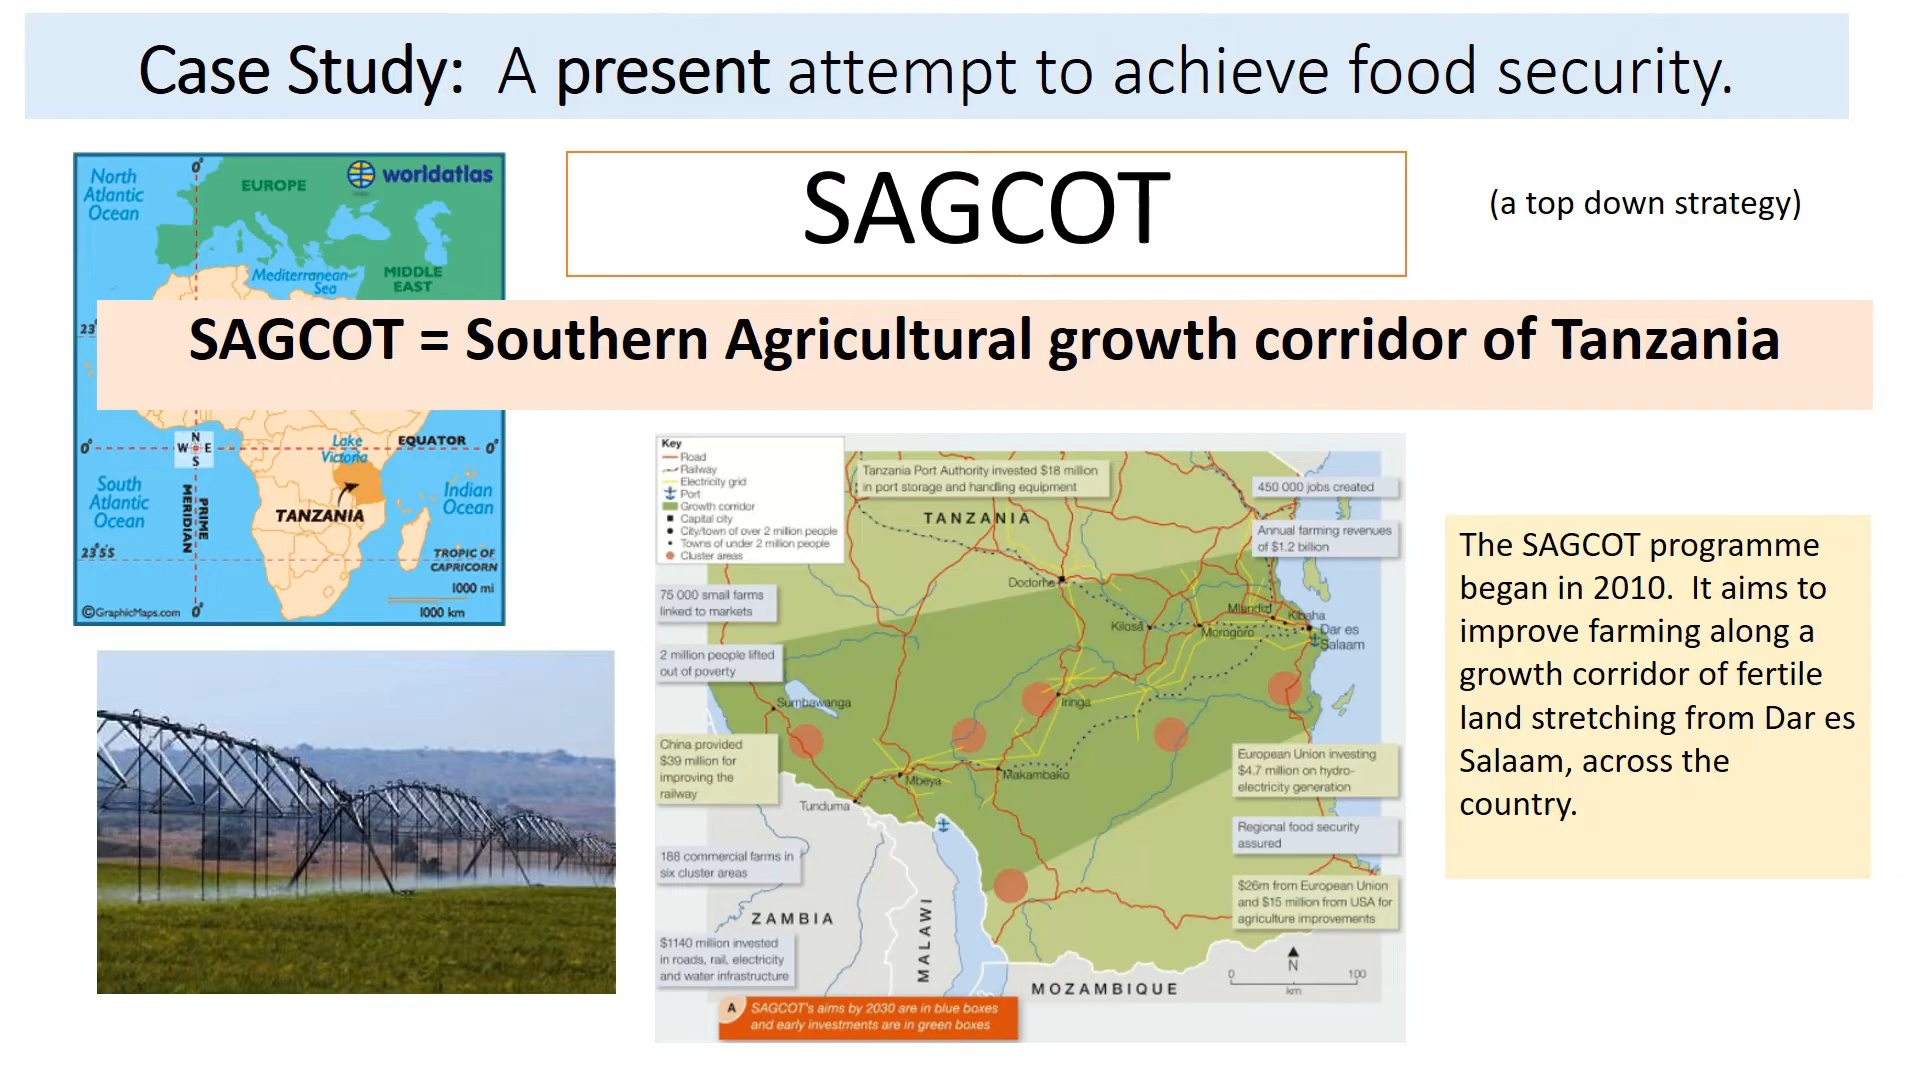 Case Study: A present attempt to achieve food security.
SAGCOT
(a top down strategy)
North
Atlantic
Ocean
0°
EUROPE
worldatlas
Mediterranean
Sea
MIDDLE
EAST
23
SAGCOT = Southern Agricultural growth corridor of Tanzania
0°
N
W E
S
Lake
Victoria
EQUATOR
0°
South
Atlantic
Ocean
PRIME
MERIDIAN
TANZANIA
Indian
Ocean
23°5'S
TROPIC OF
CAPRICORN
1000 mi
1000 km
©GraphicMaps.com
0°
Key
Road
Railway
Electricity grid
Port
Growth corridor
Capital city
City/town of over 2 million people
Towns of under 2 million people
Cluster areas
Tanzania Port Authority invested $18 million
in port storage and handling equipment
450 000 jobs created
TANZANIA
Annual farming revenues
of $1.2 billion
Dodoma
75 000 small farms
linked to markets
Mlandizi
Kibaha
Kilosa
Morogoro
Dar es
Salaam
2 million people lifted
out of poverty
Sumbawanga
Iringa
China provided
$39 million for
improving the
railway
Mbeya
Makambako
Tunduma
European Union investing
$4.7 million on hydro-
electricity generation
Regional food security
assured
188 commercial farms in
six cluster areas
$26m from European Union
and $15 million from USA for
agriculture improvements
ZAMBIA
MALAWI
$1140 million invested
in roads, rail, electricity
and water infrastructure
MOZAMBIQUE
N
0 100
km
A SAGCOT's aims by 2030 are in blue boxes
and early investments are in green boxes
The SAGCOT programme
began in 2010. It aims to
improve farming along a
growth corridor of fertile
land stretching from Dar es
Salaam, across the
country.